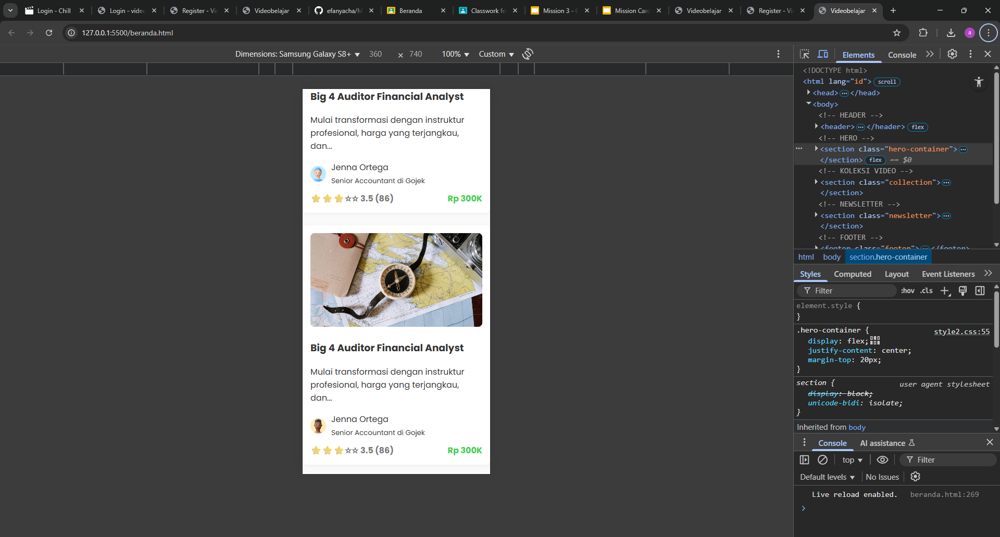 Login - Chill
Login - video
Register - Vi
Videobelajar
efanyacha/M
Beranda
Classwork fo
Mission 3 - C
Mission Card
Videobelajar
Register - Vi
Videobelajar
127.0.0.1:5500/beranda.html
a
Dimensions: Samsung Galaxy S8+ ▼ 360 × 740 100% ▼ Custom ▼
Elements
Console
<!DOCTYPE html>
<html lang="id"> scroll
<head> ⋯ </head>
<body>
<!-- HEADER -->
<header> ⋯ </header> flex
<!-- HERO -->
<section class="hero-container"> ⋯
</section> flex == $0
<!-- KOLEKSI VIDEO -->
<section class="collection"> ⋯
</section>
<!-- NEWSLETTER -->
<section class="newsletter"> ⋯
</section>
<!-- FOOTER -->
<footer class="footer"> ⋯ </footer>
html body section.hero-container
Styles Computed Layout Event Listeners
Filter :hov .cls
element.style {
}
.hero-container { style2.css:55
display: flex;
justify-content: center;
margin-top: 20px;
}
section { user agent stylesheet
display: block;
unicode-bidi: isolate;
}
Inherited from body
Console AI assistance
top ▼ Filter
Default levels ▼ No Issues
Live reload enabled. beranda.html:269
Big 4 Auditor Financial Analyst
Mulai transformasi dengan instruktur
profesional, harga yang terjangkau,
dan...
Jenna Ortega
Senior Accountant di Gojek
⭐⭐⭐☆☆ 3.5 (86) Rp 300K
Big 4 Auditor Financial Analyst
Mulai transformasi dengan instruktur
profesional, harga yang terjangkau,
dan...
Jenna Ortega
Senior Accountant di Gojek
⭐⭐⭐☆☆ 3.5 (86) Rp 300K